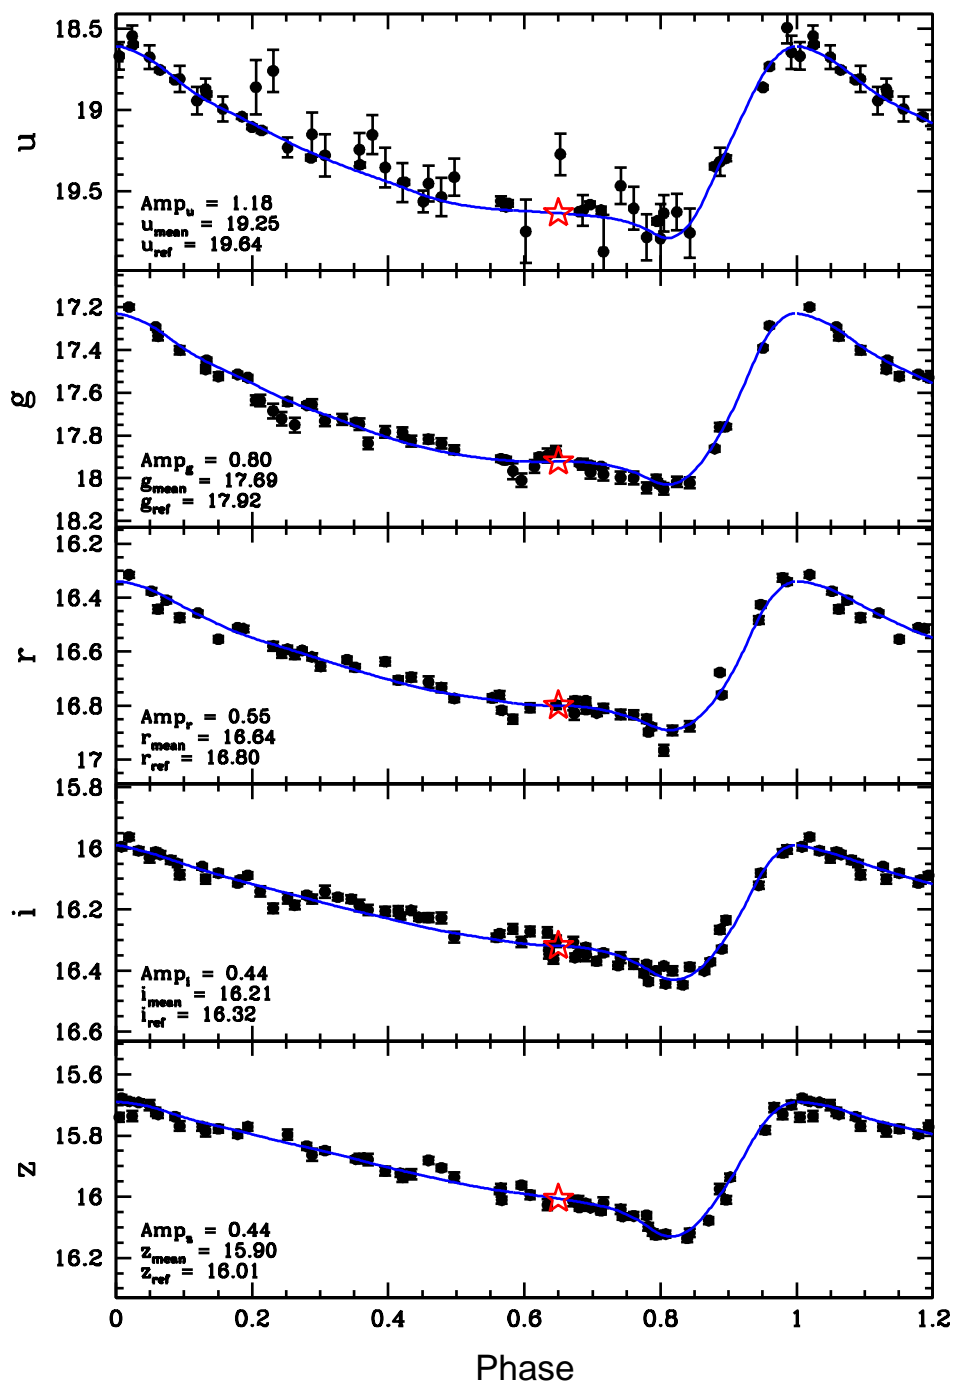 18.5
19
19.5
u
Amp_u = 1.18
u_mean = 19.25
u_ref = 19.64
17.2
17.4
17.6
17.8
18
18.2
g
Amp_g = 0.80
g_mean = 17.69
g_ref = 17.92
16.2
16.4
16.6
16.8
17
r
Amp_r = 0.55
r_mean = 16.64
r_ref = 16.80
15.8
16
16.2
16.4
16.6
i
Amp_i = 0.44
i_mean = 16.21
i_ref = 16.32
15.6
15.8
16
16.2
z
Amp_z = 0.44
z_mean = 15.90
z_ref = 16.01
0 0.2 0.4 0.6 0.8 1 1.2
Phase